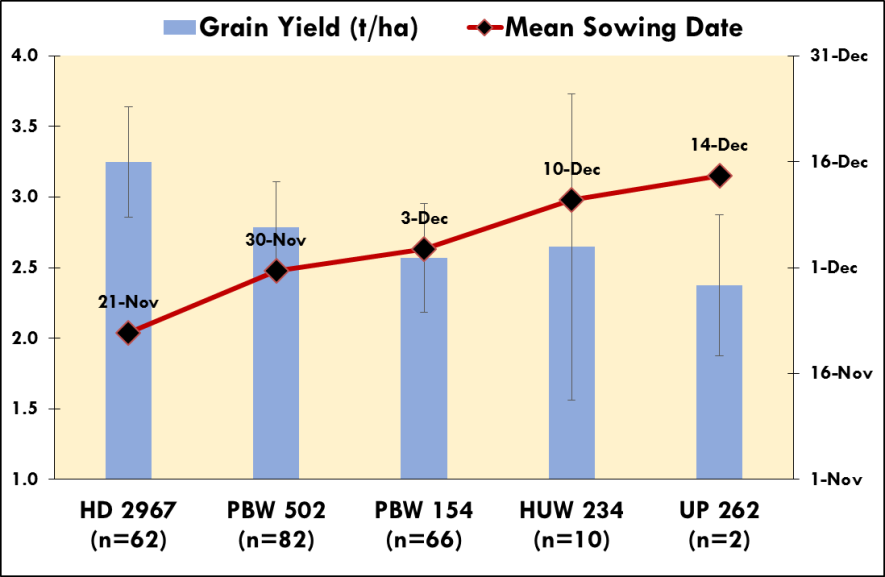 Grain Yield (t/ha) Mean Sowing Date
4.0
3.5
3.0
2.5
2.0
1.5
1.0
31-Dec
16-Dec
1-Dec
16-Nov
1-Nov
21-Nov
30-Nov
3-Dec
10-Dec
14-Dec
HD 2967 PBW 502 PBW 154 HUW 234 UP 262
(n=62) (n=82) (n=66) (n=10) (n=2)